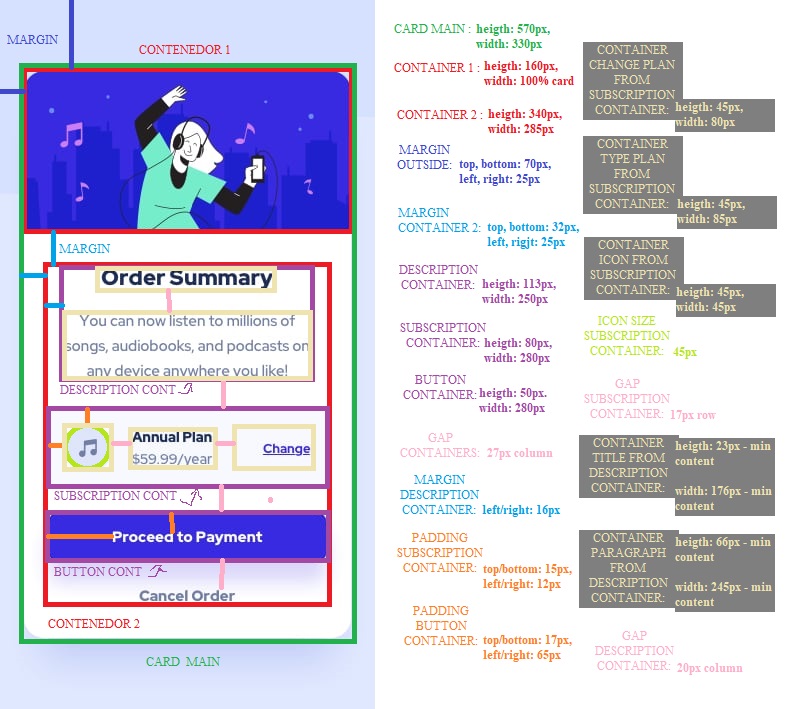 MARGIN
CONTENEDOR 1
MARGIN
Order Summary
You can now listen to millions of
songs, audiobooks, and podcasts on
any device anywhere you like!
DESCRIPTION CONT
Annual Plan
$59.99/year
Change
SUBSCRIPTION CONT
Proceed to Payment
BUTTON CONT
Cancel Order
CONTENEDOR 2
CARD MAIN
CARD MAIN : heigth: 570px,
width: 330px
CONTAINER 1 : heigth: 160px,
width: 100% card
CONTAINER 2 : heigth: 340px,
width: 285px
MARGIN
OUTSIDE: top, bottom: 70px,
left, right: 25px
MARGIN
CONTAINER 2: top, bottom: 32px,
left, rigjt: 25px
DESCRIPTION
CONTAINER: heigth: 113px,
width: 250px
SUBSCRIPTION
CONTAINER: heigth: 80px,
width: 280px
BUTTON
CONTAINER: heigth: 50px.
width: 280px
GAP
CONTAINERS: 27px column
MARGIN
DESCRIPTION
CONTAINER: left/right: 16px
PADDING
SUBSCRIPTION
CONTAINER: top/bottom: 15px,
left/right: 12px
PADDING
BUTTON
CONTAINER: top/bottom: 17px,
left/right: 65px
CONTAINER
CHANGE PLAN
FROM
SUBSCRIPTION
CONTAINER: heigth: 45px,
width: 80px
CONTAINER
TYPE PLAN
FROM
SUBSCRIPTION
CONTAINER: heigth: 45px,
width: 85px
CONTAINER
ICON FROM
SUBSCRIPTION
CONTAINER: heigth: 45px,
width: 45px
ICON SIZE
SUBSCRIPTION
CONTAINER: 45px
GAP
SUBSCRIPTION
CONTAINER: 17px row
CONTAINER
TITLE FROM
DESCRIPTION
CONTAINER:
heigth: 23px - min
content
width: 176px - min
content
CONTAINER
PARAGRAPH
FROM
DESCRIPTION
CONTAINER:
heigth: 66px - min
content
width: 245px - min
content
GAP
DESCRIPTION
CONTAINER: 20px column